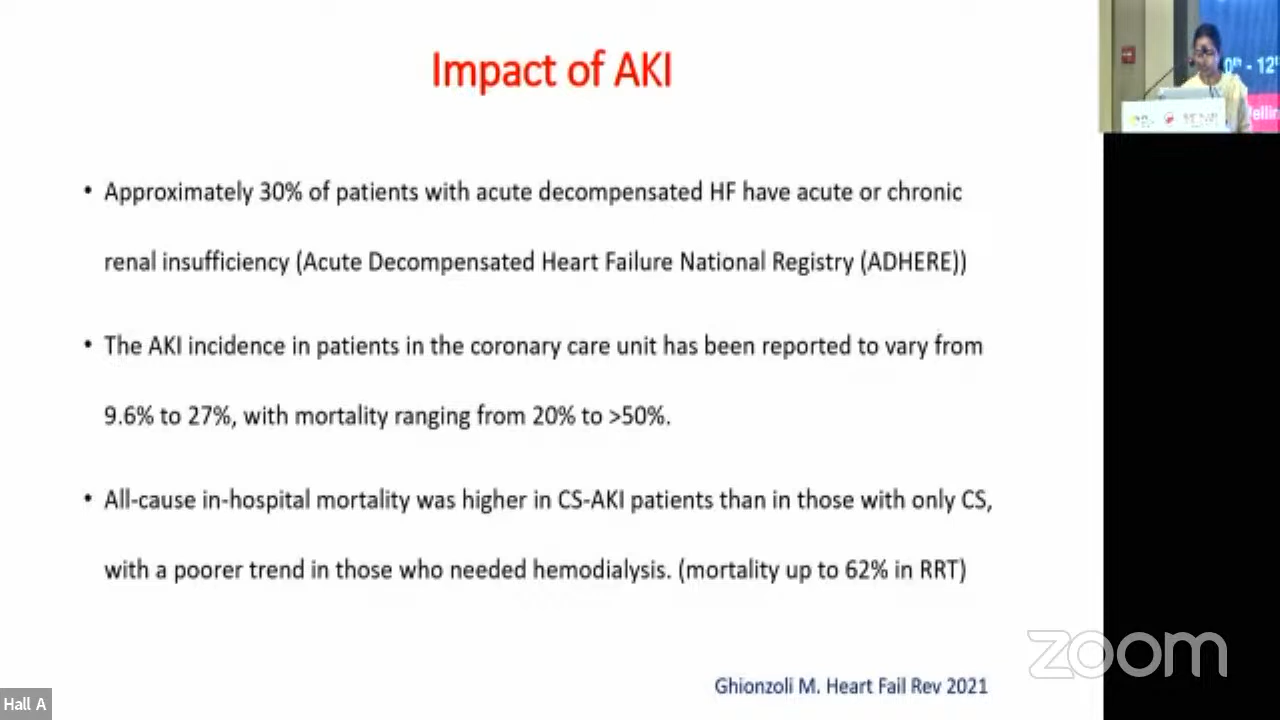 Impact of AKI
• Approximately 30% of patients with acute decompensated HF have acute or chronic
renal insufficiency (Acute Decompensated Heart Failure National Registry (ADHERE))
• The AKI incidence in patients in the coronary care unit has been reported to vary from
9.6% to 27%, with mortality ranging from 20% to >50%.
• All-cause in-hospital mortality was higher in CS-AKI patients than in those with only CS,
with a poorer trend in those who needed hemodialysis. (mortality up to 62% in RRT)
Ghionzoli M. Heart Fail Rev 2021
zoom
Hall A